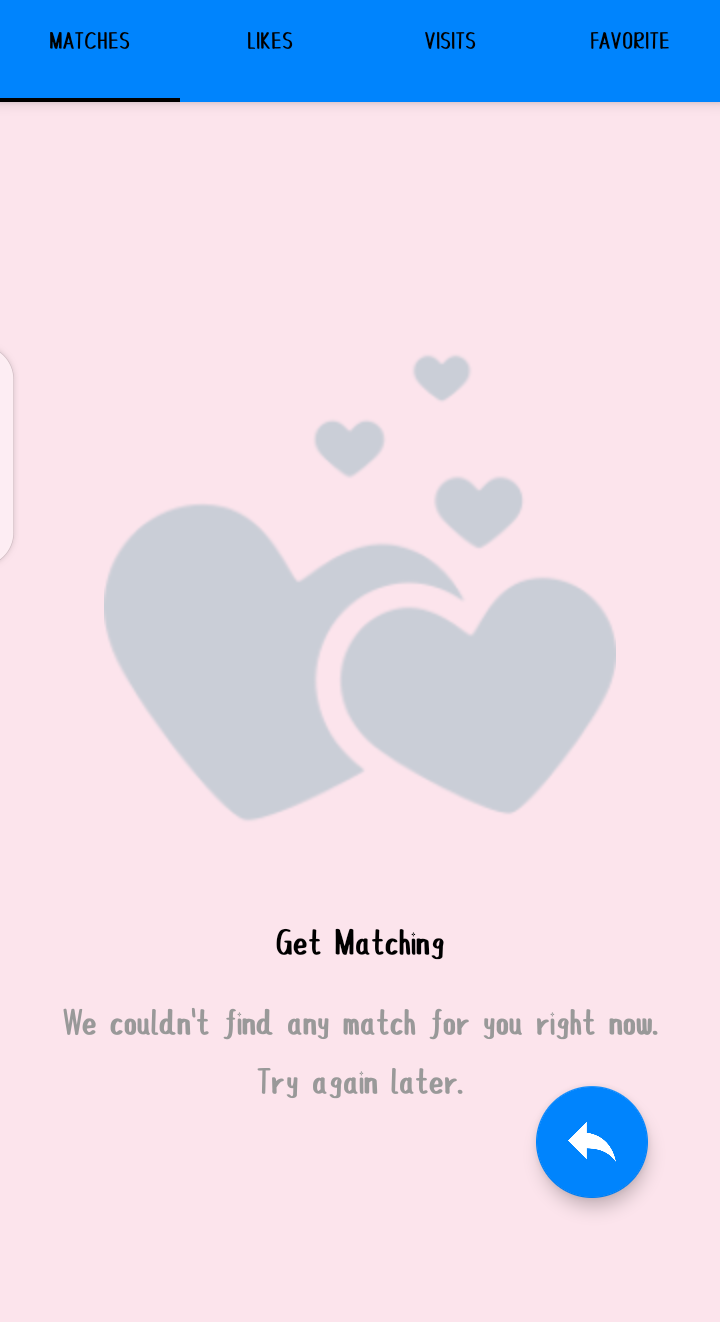 MATCHES LIKES VISITS FAVORITE
Get Matching
We couldn't find any match for you right now.
Try again later.